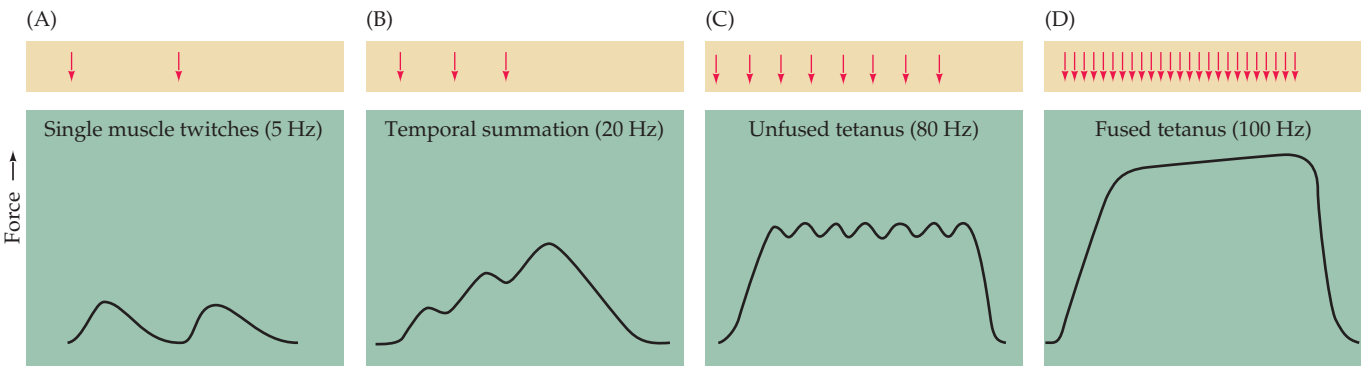 (A)
(B)
(C)
(D)
Single muscle twitches (5 Hz)
Temporal summation (20 Hz)
Unfused tetanus (80 Hz)
Fused tetanus (100 Hz)
Force